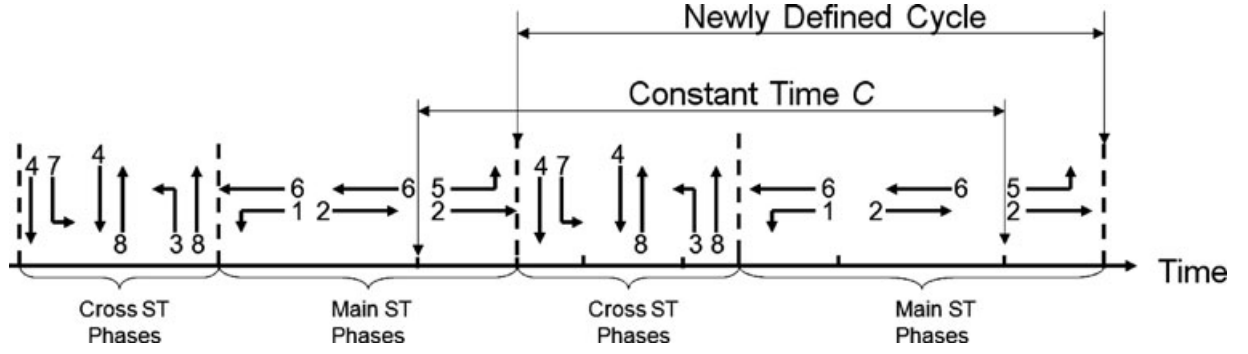 Newly Defined Cycle
Constant Time C
4 7 4 6 6 5 4 7 4 6 6 5
1 2 2 1 2 2
8 3 8 8 3 8
Time
Cross ST Phases
Main ST Phases
Cross ST Phases
Main ST Phases